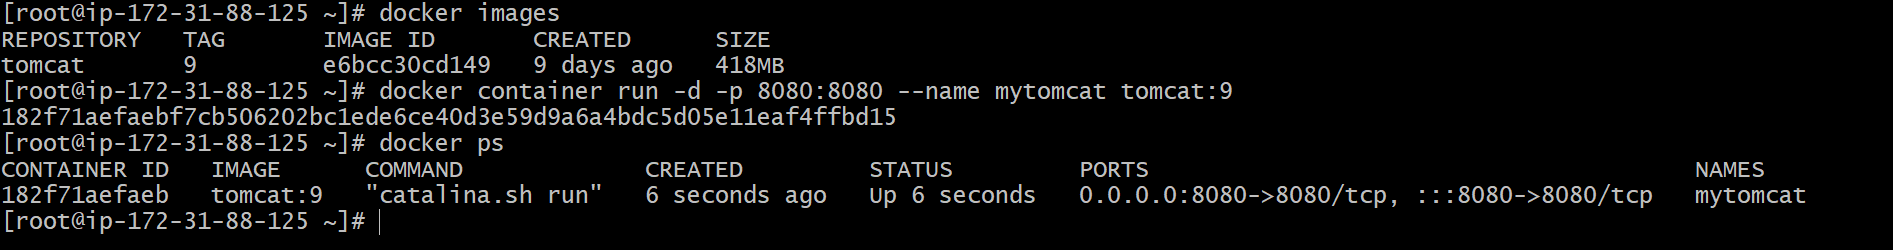 [root@ip-172-31-88-125 ~]# docker images
REPOSITORY   TAG       IMAGE ID       CREATED      SIZE
tomcat       9         e6bcc30cd149   9 days ago   418MB
[root@ip-172-31-88-125 ~]# docker container run -d -p 8080:8080 --name mytomcat tomcat:9
182f71aefaebf7cb506202bc1ede6ce40d3e59d9a6a4bdc5d05e11eaf4ffbd15
[root@ip-172-31-88-125 ~]# docker ps
CONTAINER ID   IMAGE      COMMAND             CREATED         STATUS         PORTS                                       NAMES
182f71aefaeb   tomcat:9   "catalina.sh run"   6 seconds ago   Up 6 seconds   0.0.0.0:8080->8080/tcp, :::8080->8080/tcp   mytomcat
[root@ip-172-31-88-125 ~]#